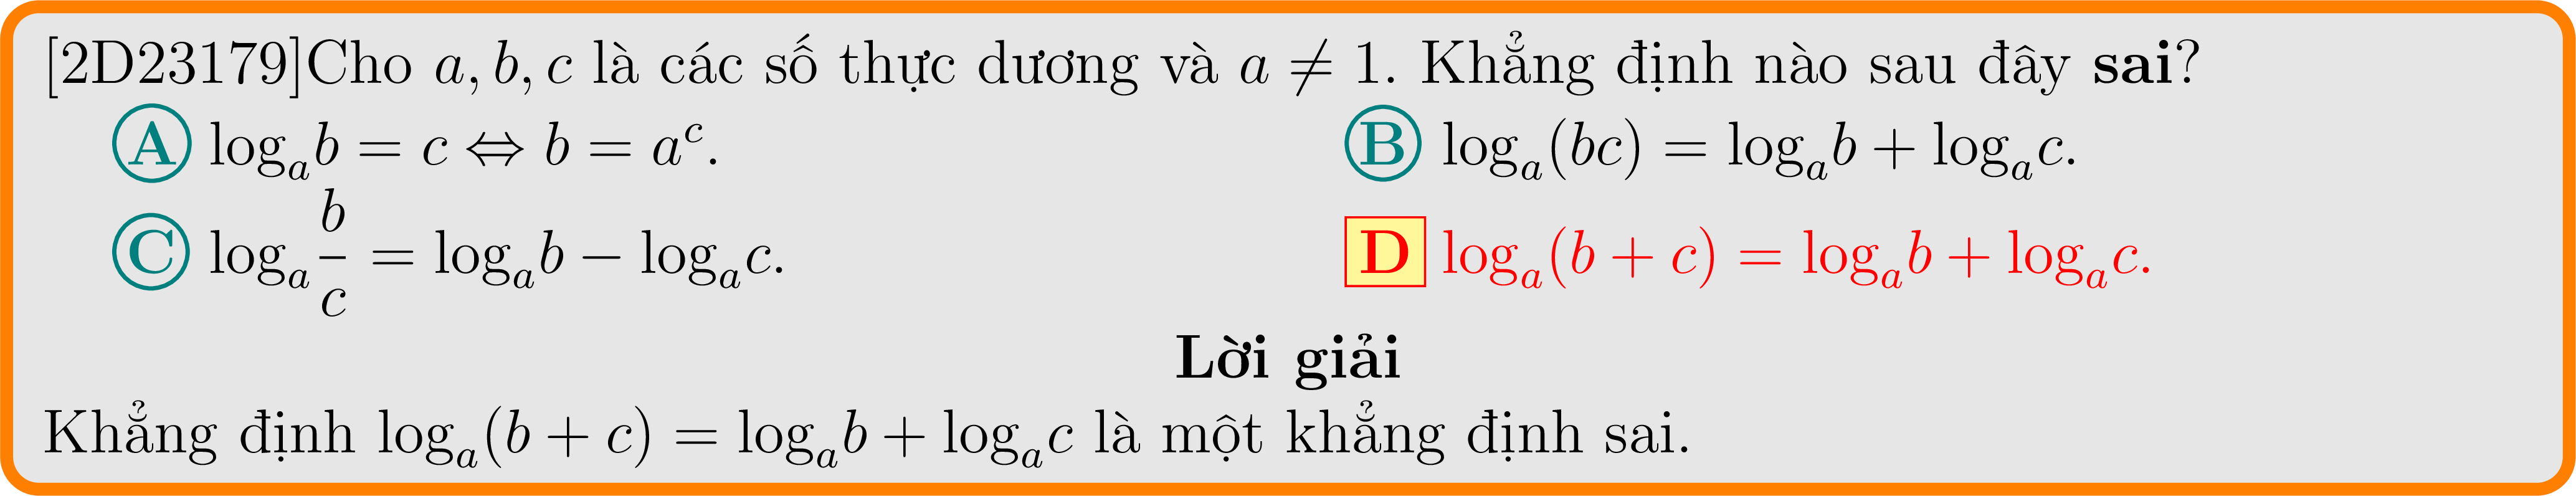 [2D23179]Cho a, b, c là các số thực dương và a ≠ 1. Khẳng định nào sau đây sai?
A log_a b = c ⇔ b = a^c.
B log_a(bc) = log_a b + log_a c.
C log_a \frac{b}{c} = log_a b − log_a c.
D log_a(b + c) = log_a b + log_a c.
Lời giải
Khẳng định log_a(b + c) = log_a b + log_a c là một khẳng định sai.